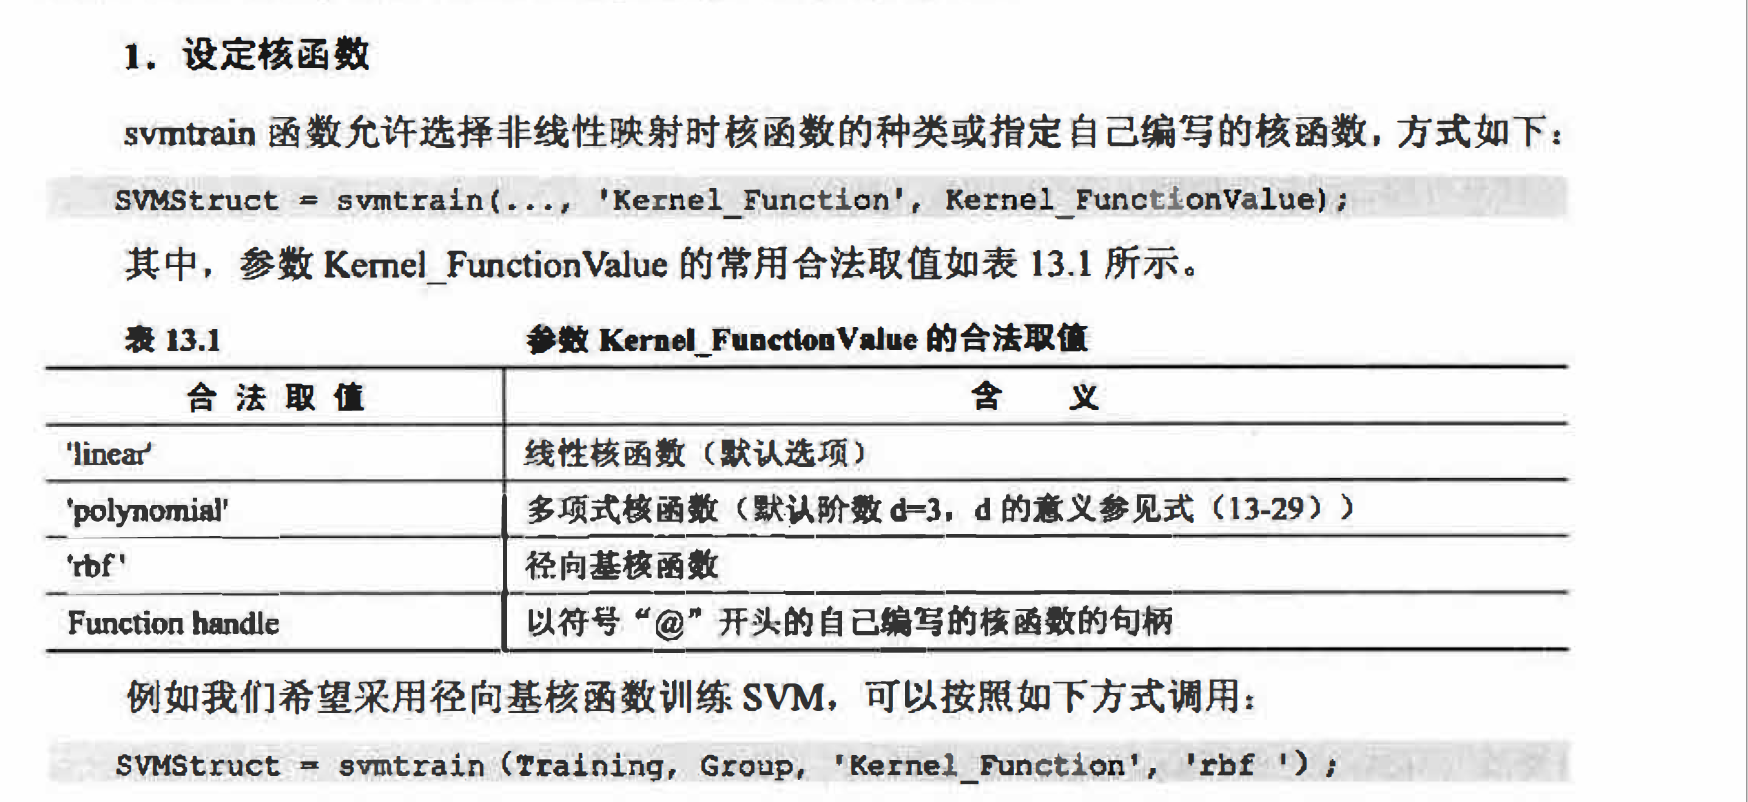 1. 设定核函数
svmtrain 函数允许选择非线性映射时核函数的种类或指定自己编写的核函数，方式如下：
SVMStruct = svmtrain(..., 'Kernel_Function', Kernel_FunctionValue);
其中，参数 Kernel_FunctionValue 的常用合法取值如表 13.1 所示。
表 13.1 参数 Kernel_FunctionValue 的合法取值
合 法 取 值 含 义
'linear' 线性核函数（默认选项）
'polynomial' 多项式核函数（默认阶数 d=3，d 的意义参见式（13-29））
'rbf' 径向基核函数
Function handle 以符号“@”开头的自己编写的核函数的句柄
例如我们希望采用径向基核函数训练 SVM，可以按照如下方式调用：
SVMStruct = svmtrain (Training, Group, 'Kernel_Function', 'rbf ') ;